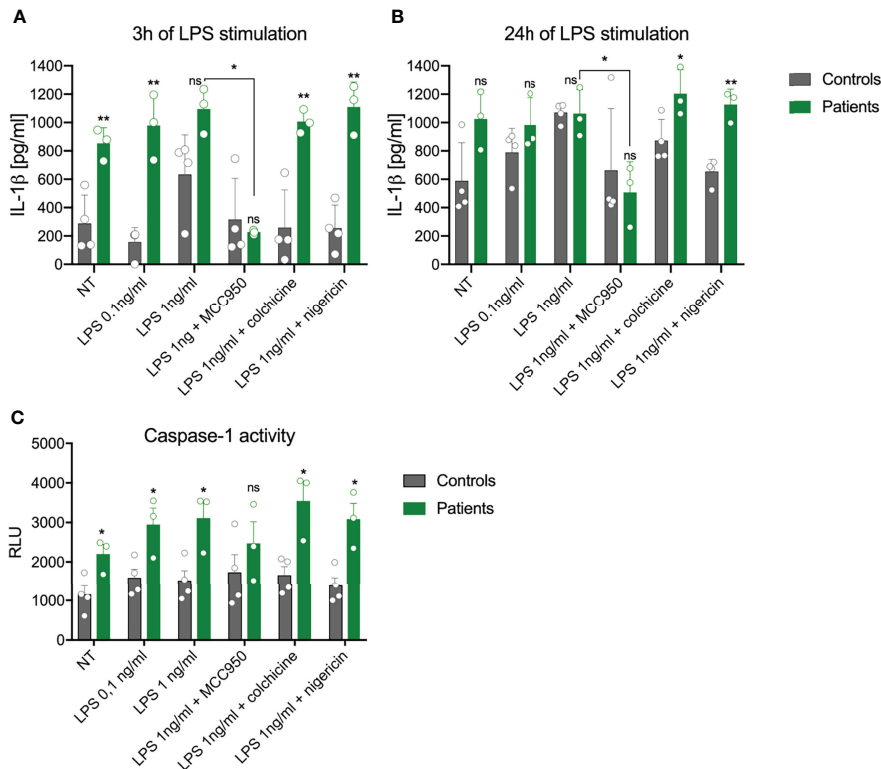 A
3h of LPS stimulation
IL-1β [pg/ml]
1400
1200
1000
800
600
400
200
0
**
**
ns
*
ns
**
**
NT
LPS 0.1ng/ml
LPS 1ng/ml
LPS 1ng + MCC950
LPS 1ng/ml + colchicine
LPS 1ng/ml + nigericin
B
24h of LPS stimulation
IL-1β [pg/ml]
1400
1200
1000
800
600
400
200
0
ns
ns
ns
*
ns
*
**
NT
LPS 0.1ng/ml
LPS 1ng/ml
LPS 1ng/ml + MCC950
LPS 1ng/ml + colchicine
LPS 1ng/ml + nigericin
Controls
Patients
C
Caspase-1 activity
RLU
5000
4000
3000
2000
1000
0
*
*
*
ns
*
*
NT
LPS 0,1 ng/ml
LPS 1 ng/ml
LPS 1ng/ml + MCC950
LPS 1ng/ml + colchicine
LPS 1ng/ml + nigericin
Controls
Patients